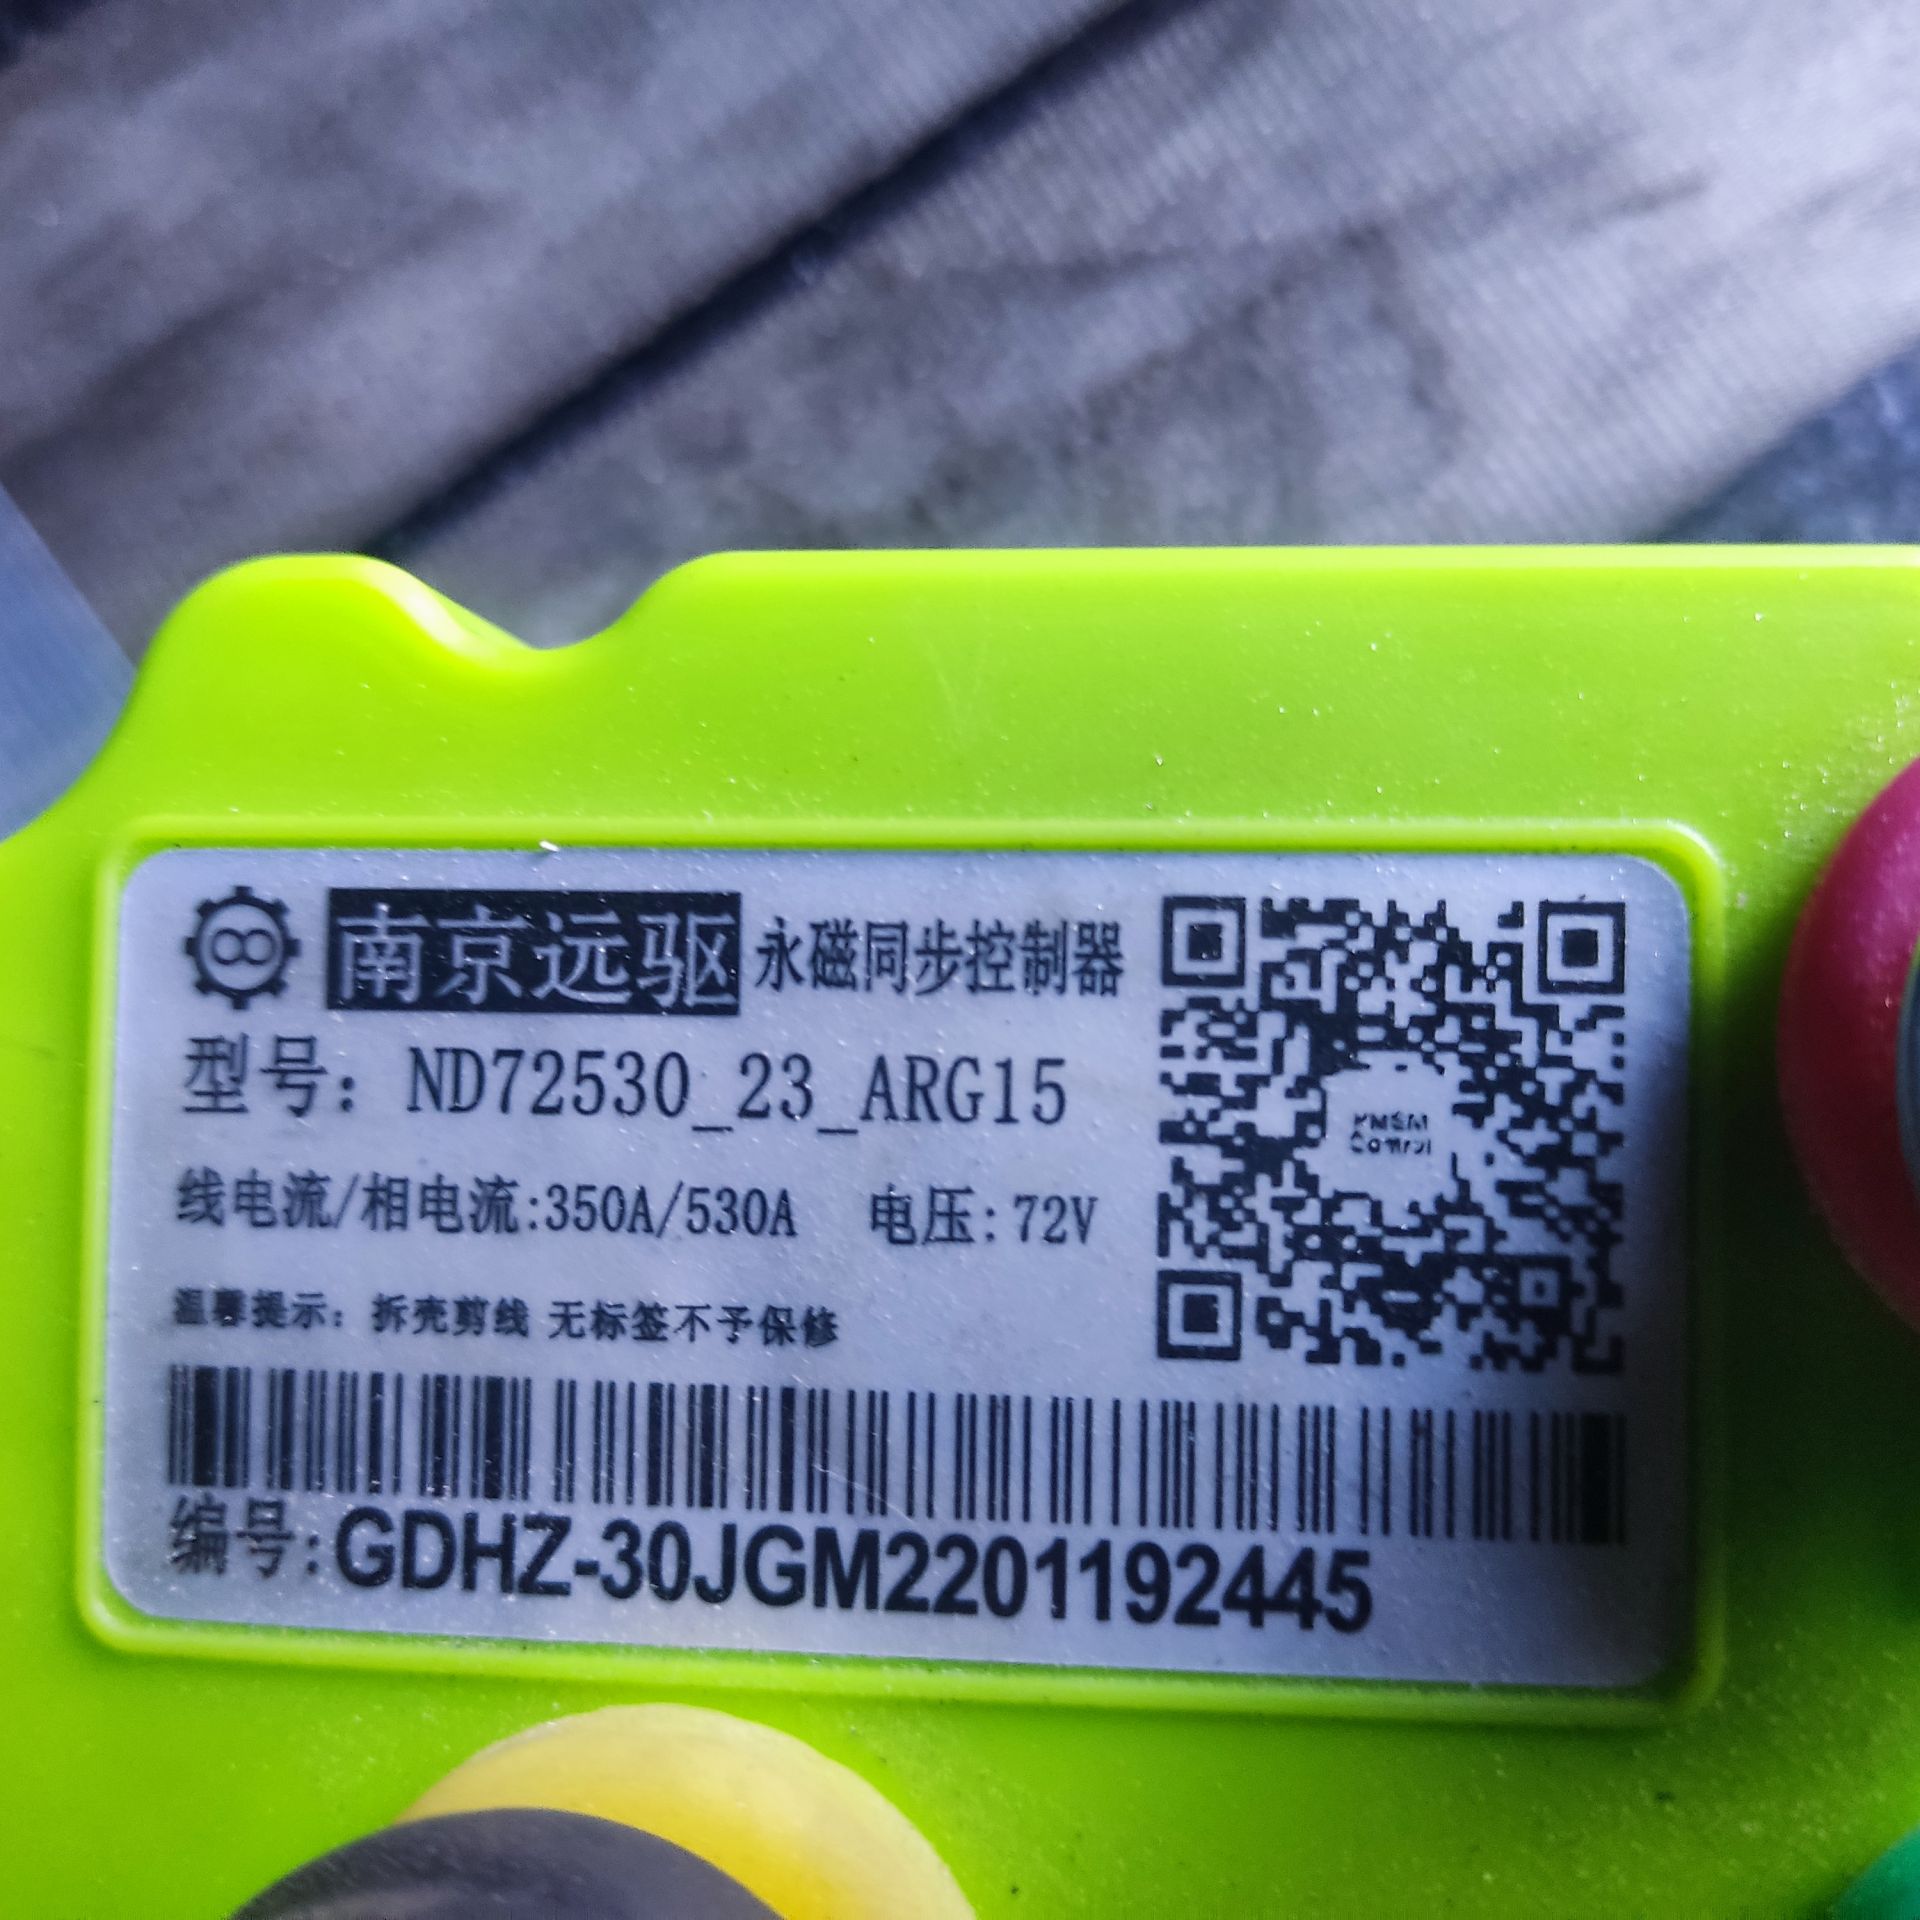 南京远驱 永磁同步控制器
型号: ND72530_23_ARG15
线电流/相电流:350A/530A 电压:72V
温馨提示: 拆壳剪线 无标签不予保修
编号:GDHZ-30JGM2201192445
PMSM
Control